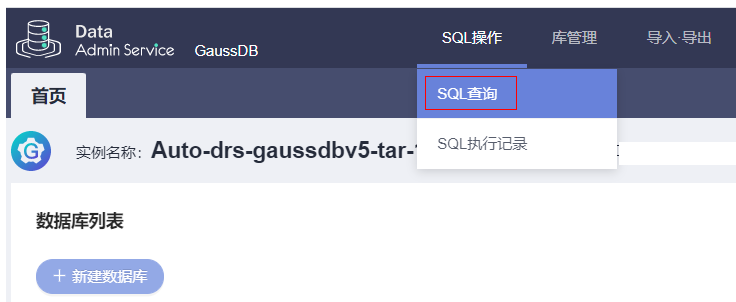 Data
Admin Service
GaussDB
SQL操作
库管理
导入·导出
首页
SQL查询
SQL执行记录
实例名称： Auto-drs-gaussdbv5-tar-
数据库列表
+ 新建数据库